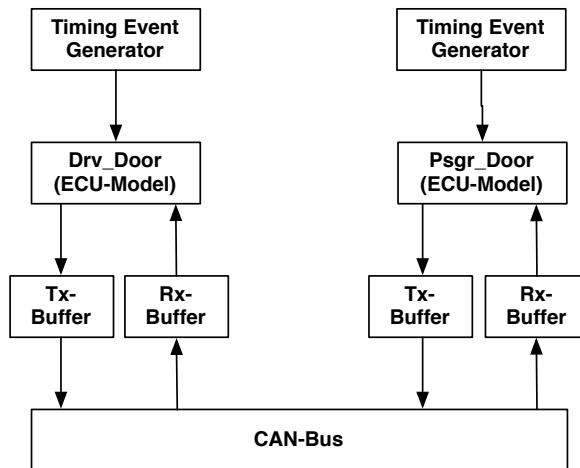 Timing Event
Generator
Timing Event
Generator
Drv_Door
(ECU-Model)
Psgr_Door
(ECU-Model)
Tx-
Buffer
Rx-
Buffer
Tx-
Buffer
Rx-
Buffer
CAN-Bus